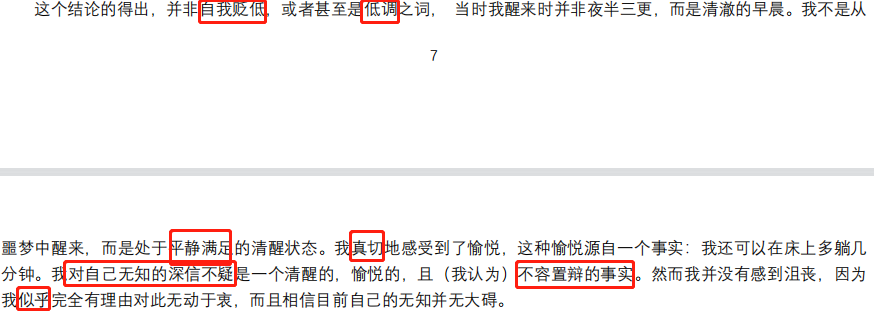 这个结论的得出，并非自我贬低，或者甚至是低调之词， 当时我醒来时并非夜半三更，而是清澈的早晨。我不是从
7
噩梦中醒来，而是处于平静满足的清醒状态。我真切地感受到了愉悦，这种愉悦源自一个事实：我还可以在床上多躺几
分钟。我对自己无知的深信不疑是一个清醒的，愉悦的，且（我认为）不容置辩的事实。然而我并没有感到沮丧，因为
我似乎完全有理由对此无动于衷，而且相信目前自己的无知并无大碍。